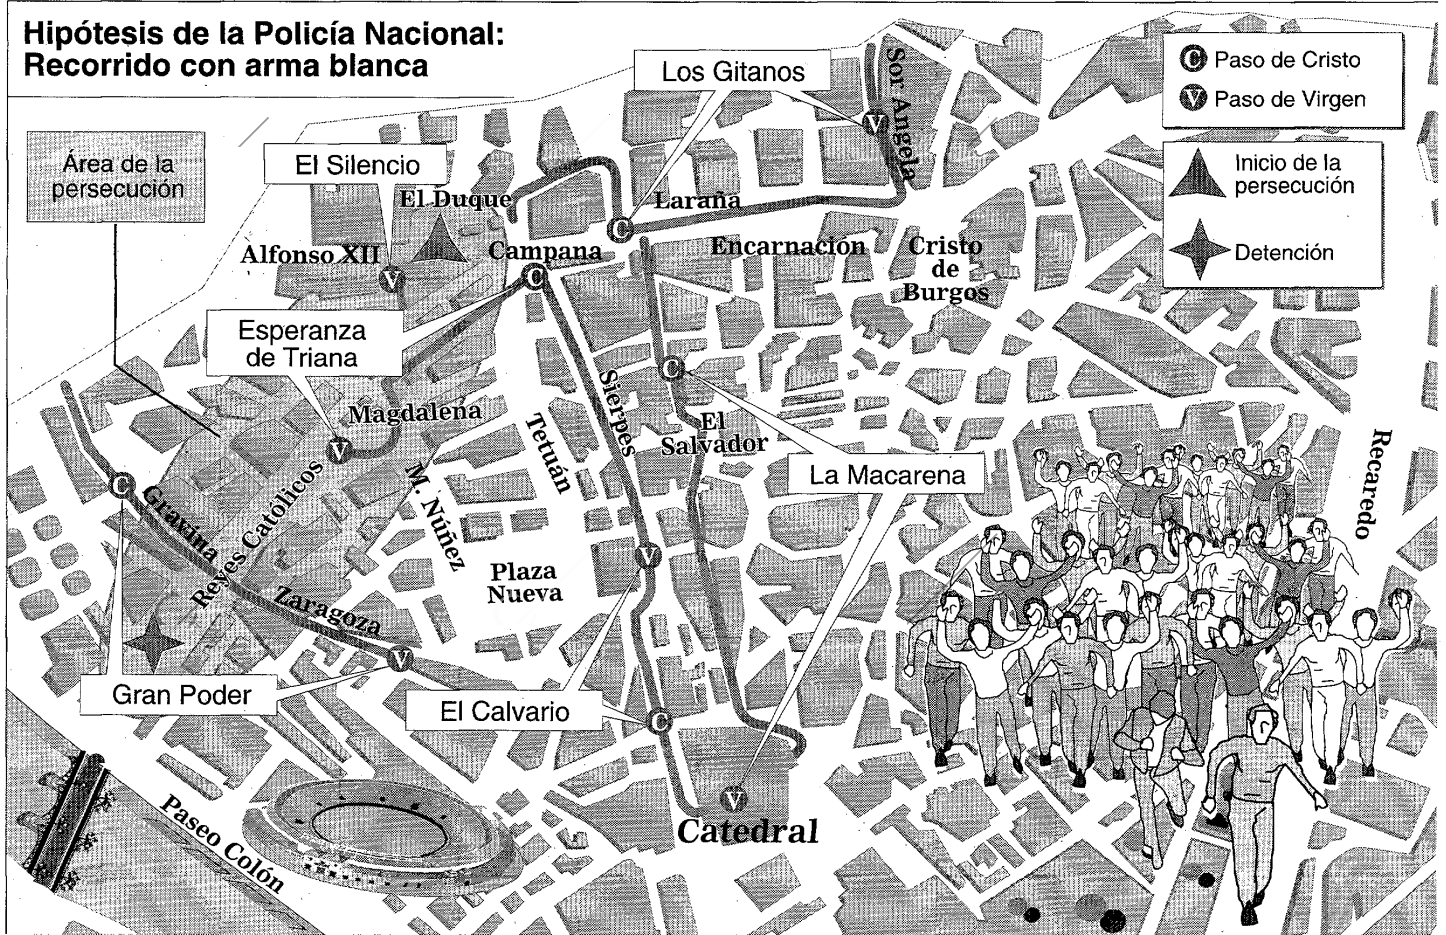 Hipótesis de la Policía Nacional:
Recorrido con arma blanca
Los Gitanos
C Paso de Cristo
V Paso de Virgen
Inicio de la
persecución
Detención
Área de la
persecución
El Silencio
Sor Angela
V
El Duque
Laraña
C
Alfonso XII
V
Campana
C
Encarnación
Cristo
de
Burgos
Esperanza
de Triana
C
Magdalena
V
Sierpes
Tetuán
El
Salvador
La Macarena
Recaredo
C
Gravina
Reyes Católicos
M. Núñez
V
Plaza
Nueva
Zaragoza
V
Gran Poder
El Calvario
C
V
Catedral
Paseo Colón